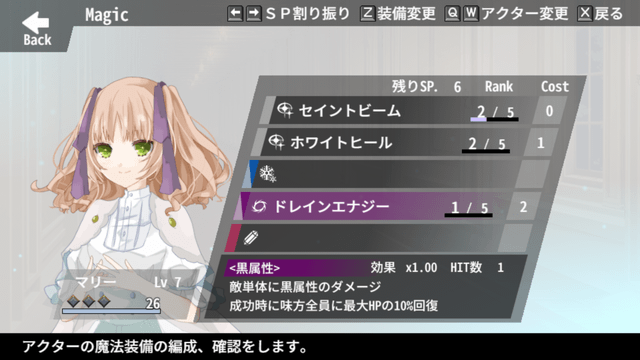 Magic
Back
←→ SP割り振り Z 装備変更 Q W アクター変更 X 戻る
残りSP. 6 Rank Cost
セイントビーム 2 / 5 0
ホワイトヒール 2 / 5 1
ドレインエナジー 1 / 5 2
<黒属性> 効果 x1.00 HIT数 1
敵単体に黒属性のダメージ
成功時に味方全員に最大HPの10%回復
マリー Lv 7
26
アクターの魔法装備の編成、確認をします。